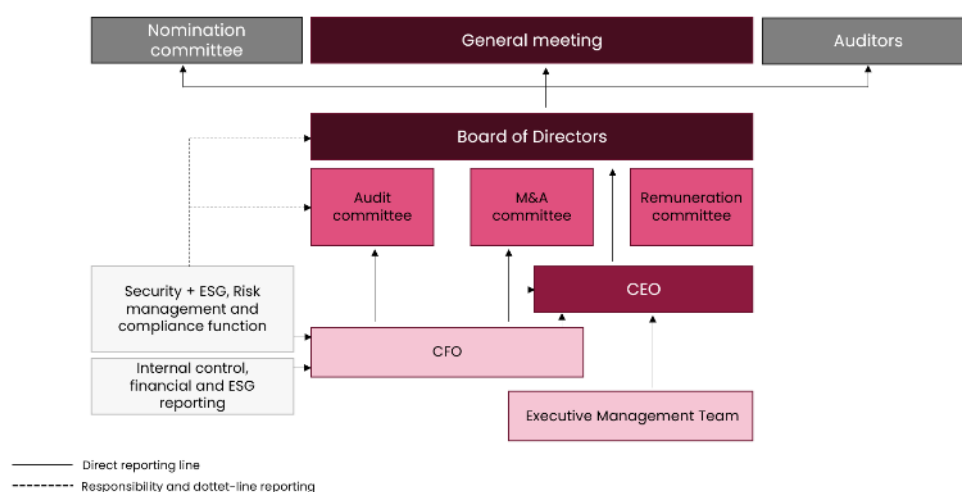 Nomination
committee
General meeting
Auditors
Board of Directors
Audit
committee
M&A
committee
Remuneration
committee
Security + ESG, Risk
management and
compliance function
CEO
CFO
Internal control,
financial and ESG
reporting
Executive Management Team
Direct reporting line
Responsibility and dottet-line reporting